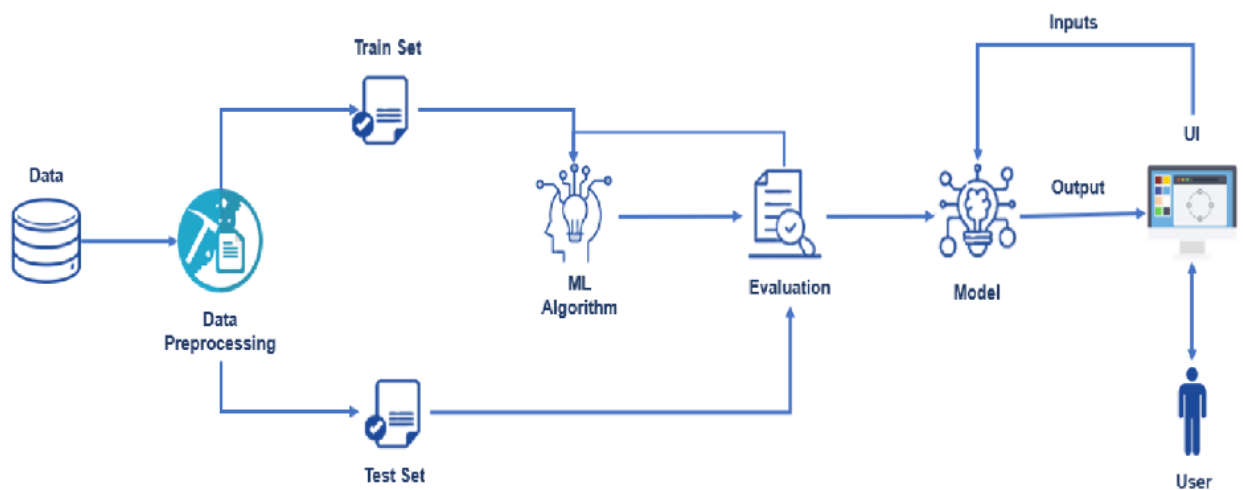 Inputs
Train Set
UI
Data
Output
ML
Algorithm
Evaluation
Model
Data
Preprocessing
Test Set
User